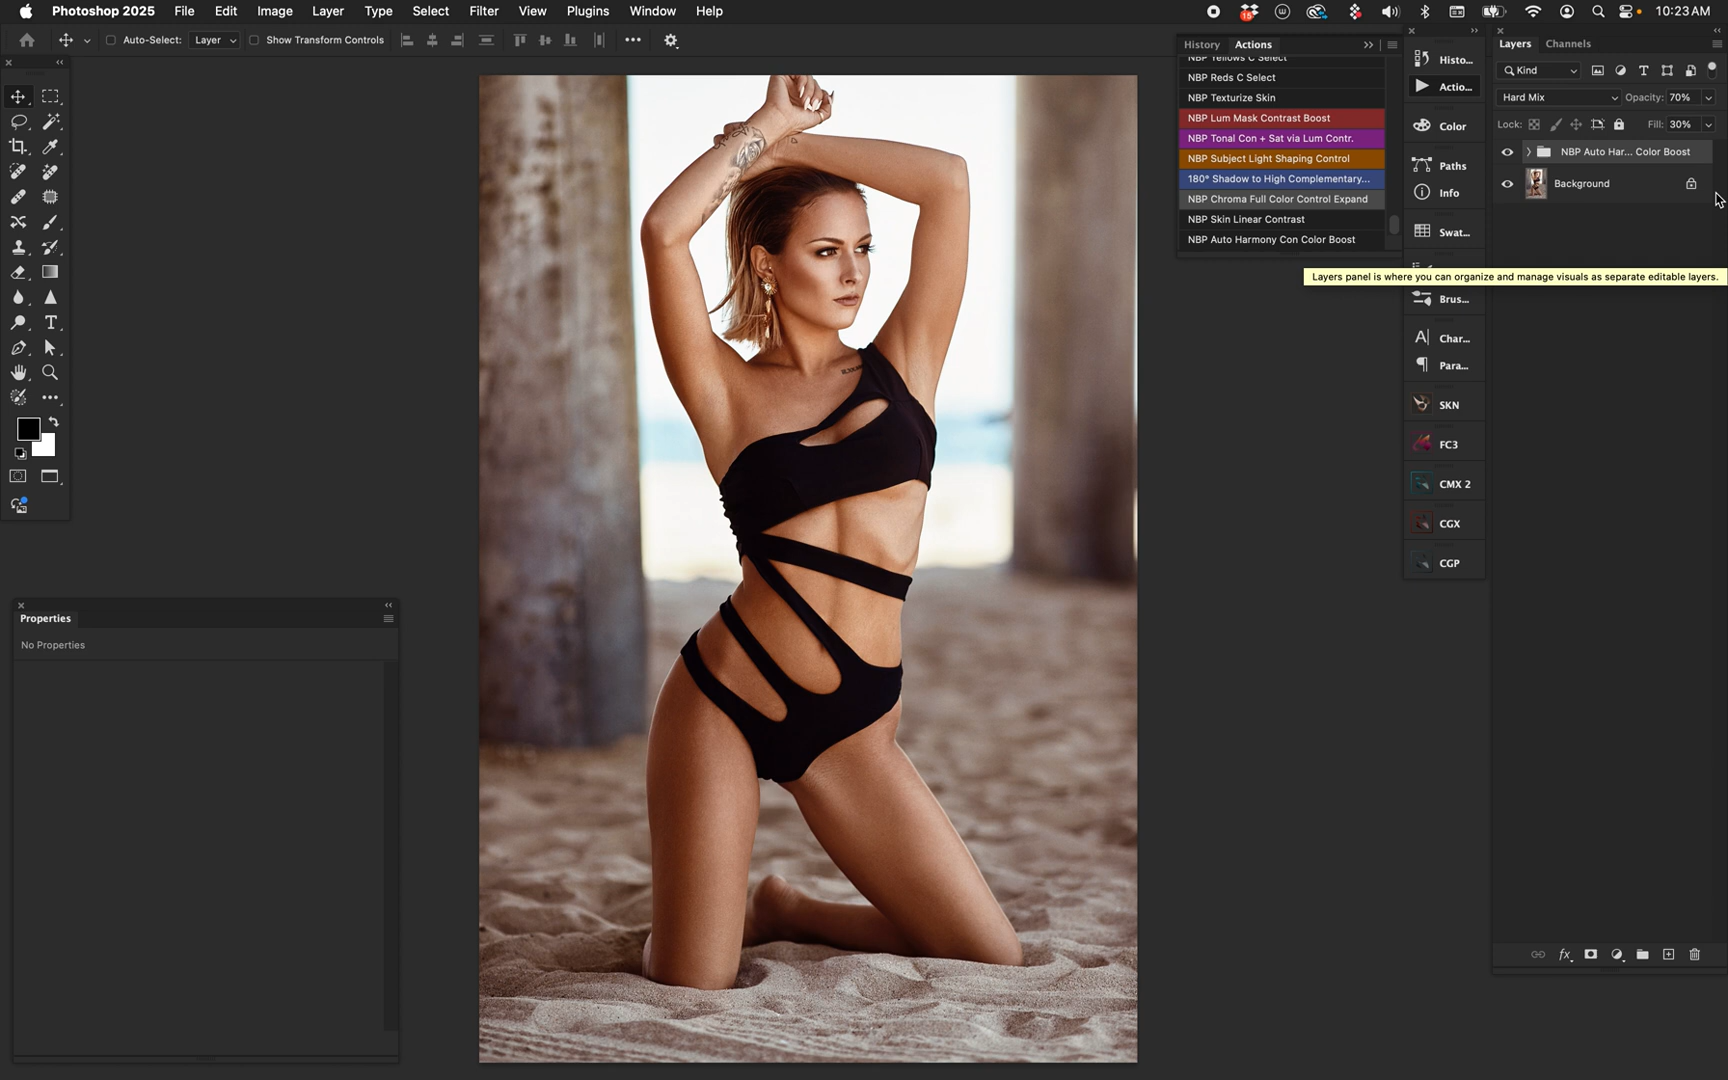 Photoshop 2025 File Edit Image Layer Type Select Filter View Plugins Window Help 15 10:23 AM
Auto-Select: Layer Show Transform Controls
History Actions
NBP Yellows C Select
NBP Reds C Select
NBP Texturize Skin
NBP Lum Mask Contrast Boost
NBP Tonal Con + Sat via Lum Contr.
NBP Subject Light Shaping Control
180° Shadow to High Complementary...
NBP Chroma Full Color Control Expand
NBP Skin Linear Contrast
NBP Auto Harmony Con Color Boost
Histo...
Actio...
Color
Paths
Info
Swat...
Brus...
Char...
Para...
SKN
FC3
CMX 2
CGX
CGP
Layers Channels
Kind
Hard Mix Opacity: 70%
Lock: Fill: 30%
NBP Auto Har... Color Boost
Background
Layers panel is where you can organize and manage visuals as separate editable layers.
Properties
No Properties